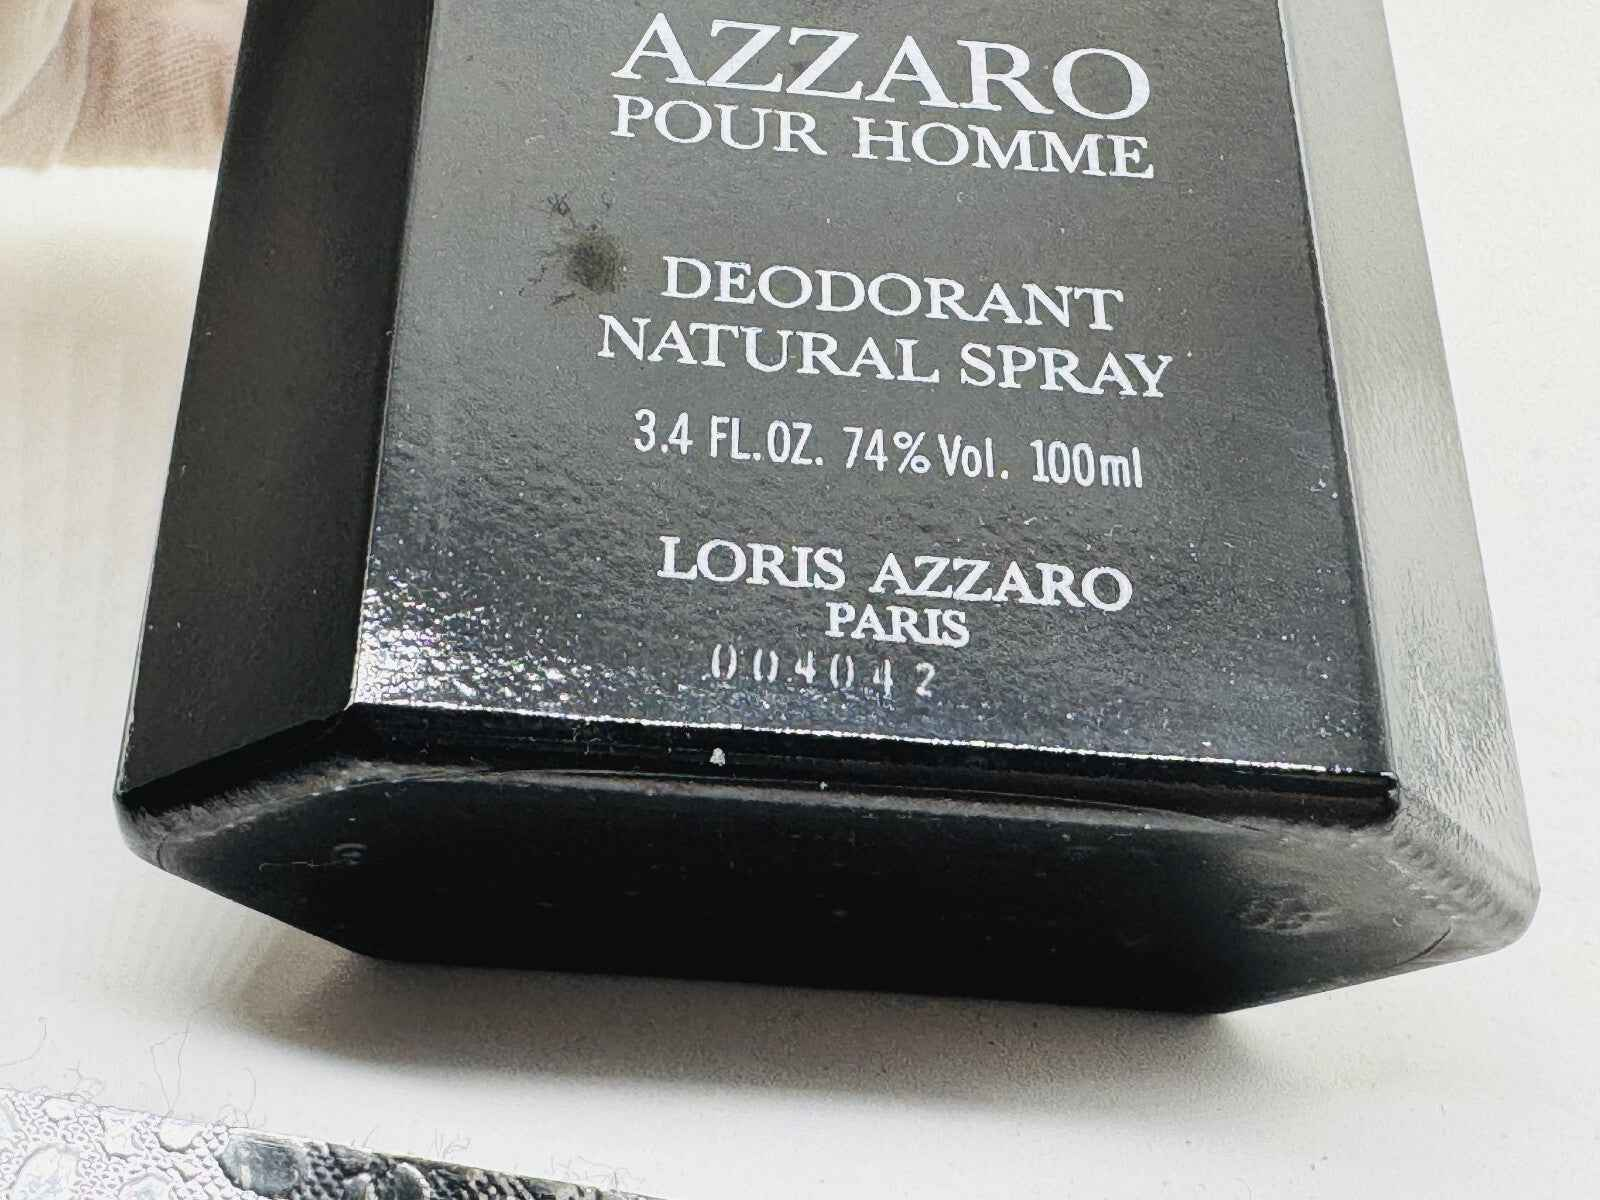 AZZARO
POUR HOMME
DEODORANT
NATURAL SPRAY
3.4 FL.OZ. 74% Vol. 100ml
LORIS AZZARO
PARIS
004042